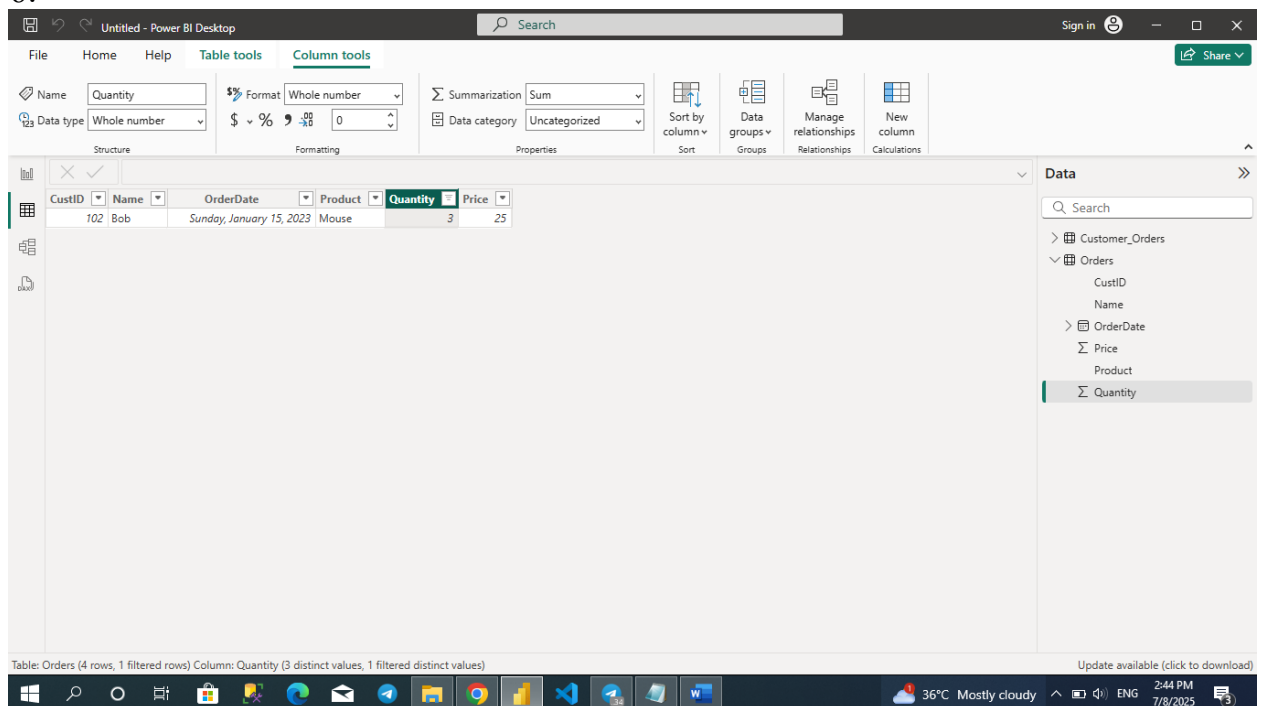 Untitled - Power BI Desktop
Search
Sign in
File Home Help Table tools Column tools
Share
Name Quantity
$% Format Whole number
Summarization Sum
Data type Whole number
$ % 0
Data category Uncategorized
Sort by column
Data groups
Manage relationships
New column
Structure Formatting Properties Sort Groups Relationships Calculations
Data
CustID Name OrderDate Product Quantity Price
102 Bob Sunday, January 15, 2023 Mouse 3 25
Search
Customer_Orders
Orders
CustID
Name
OrderDate
Price
Product
Quantity
Table: Orders (4 rows, 1 filtered rows) Column: Quantity (3 distinct values, 1 filtered distinct values)
Update available (click to download)
36°C Mostly cloudy
ENG
2:44 PM
7/8/2025